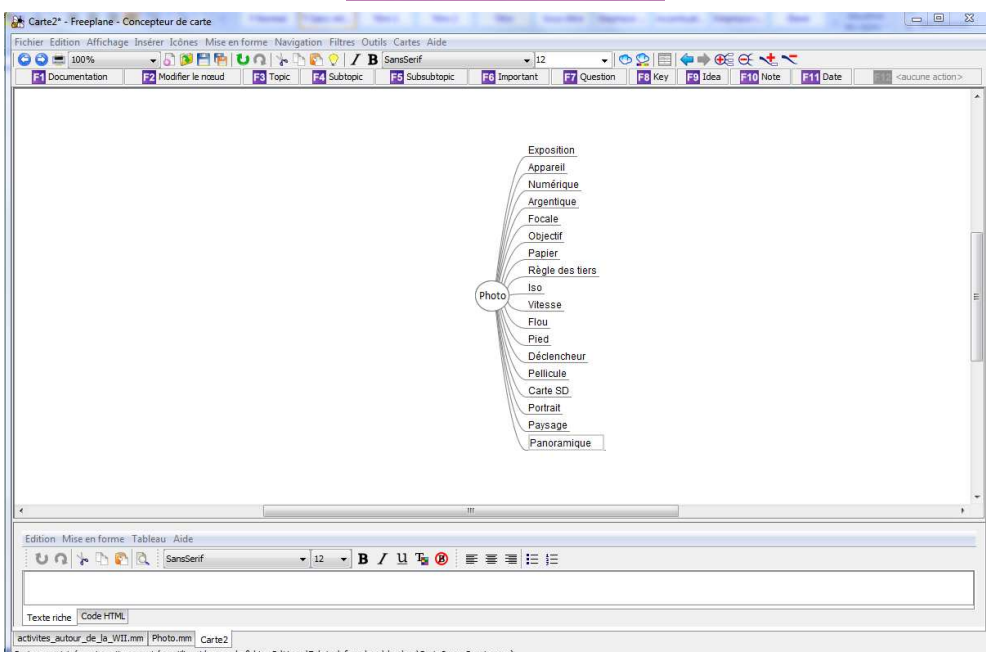 Carte2* - Freeplane - Concepteur de carte
Fichier Edition Affichage Insérer Icônes Mise en forme Navigation Filtres Outils Cartes Aide
100% I B SansSerif 12
F1 Documentation F2 Modifier le nœud F3 Topic F4 Subtopic F5 Subsubtopic F6 Important F7 Question F8 Key F9 Idea F10 Note F11 Date F12 <aucune action>
Exposition
Appareil
Numérique
Argentique
Focale
Objectif
Papier
Règle des tiers
Photo
Iso
Vitesse
Flou
Pied
Déclencheur
Pellicule
Carte SD
Portrait
Paysage
Panoramique
Edition Mise en forme Tableau Aide
SansSerif 12 B I U
Texte riche Code HTML
activites_autour_de_la_WII.mm Photo.mm Carte2